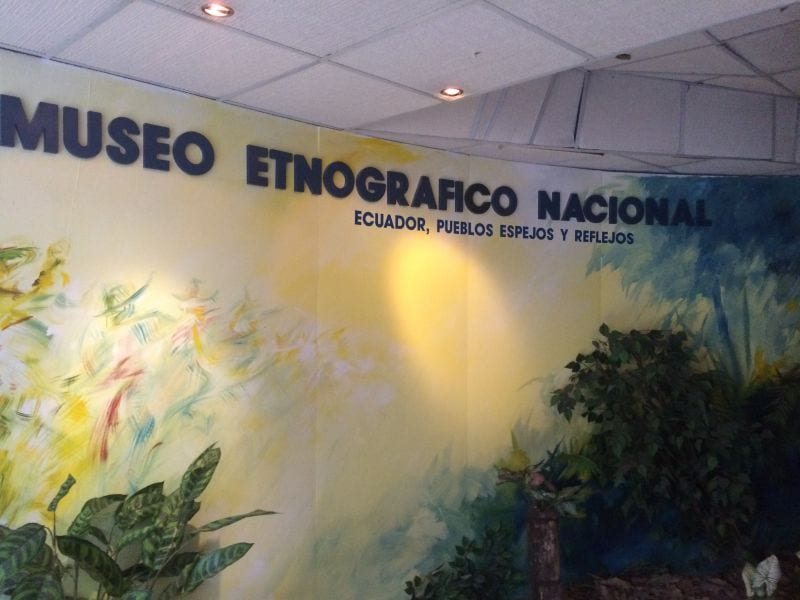 MUSEO ETNOGRAFICO NACIONAL
ECUADOR, PUEBLOS ESPEJOS Y REFLEJOS